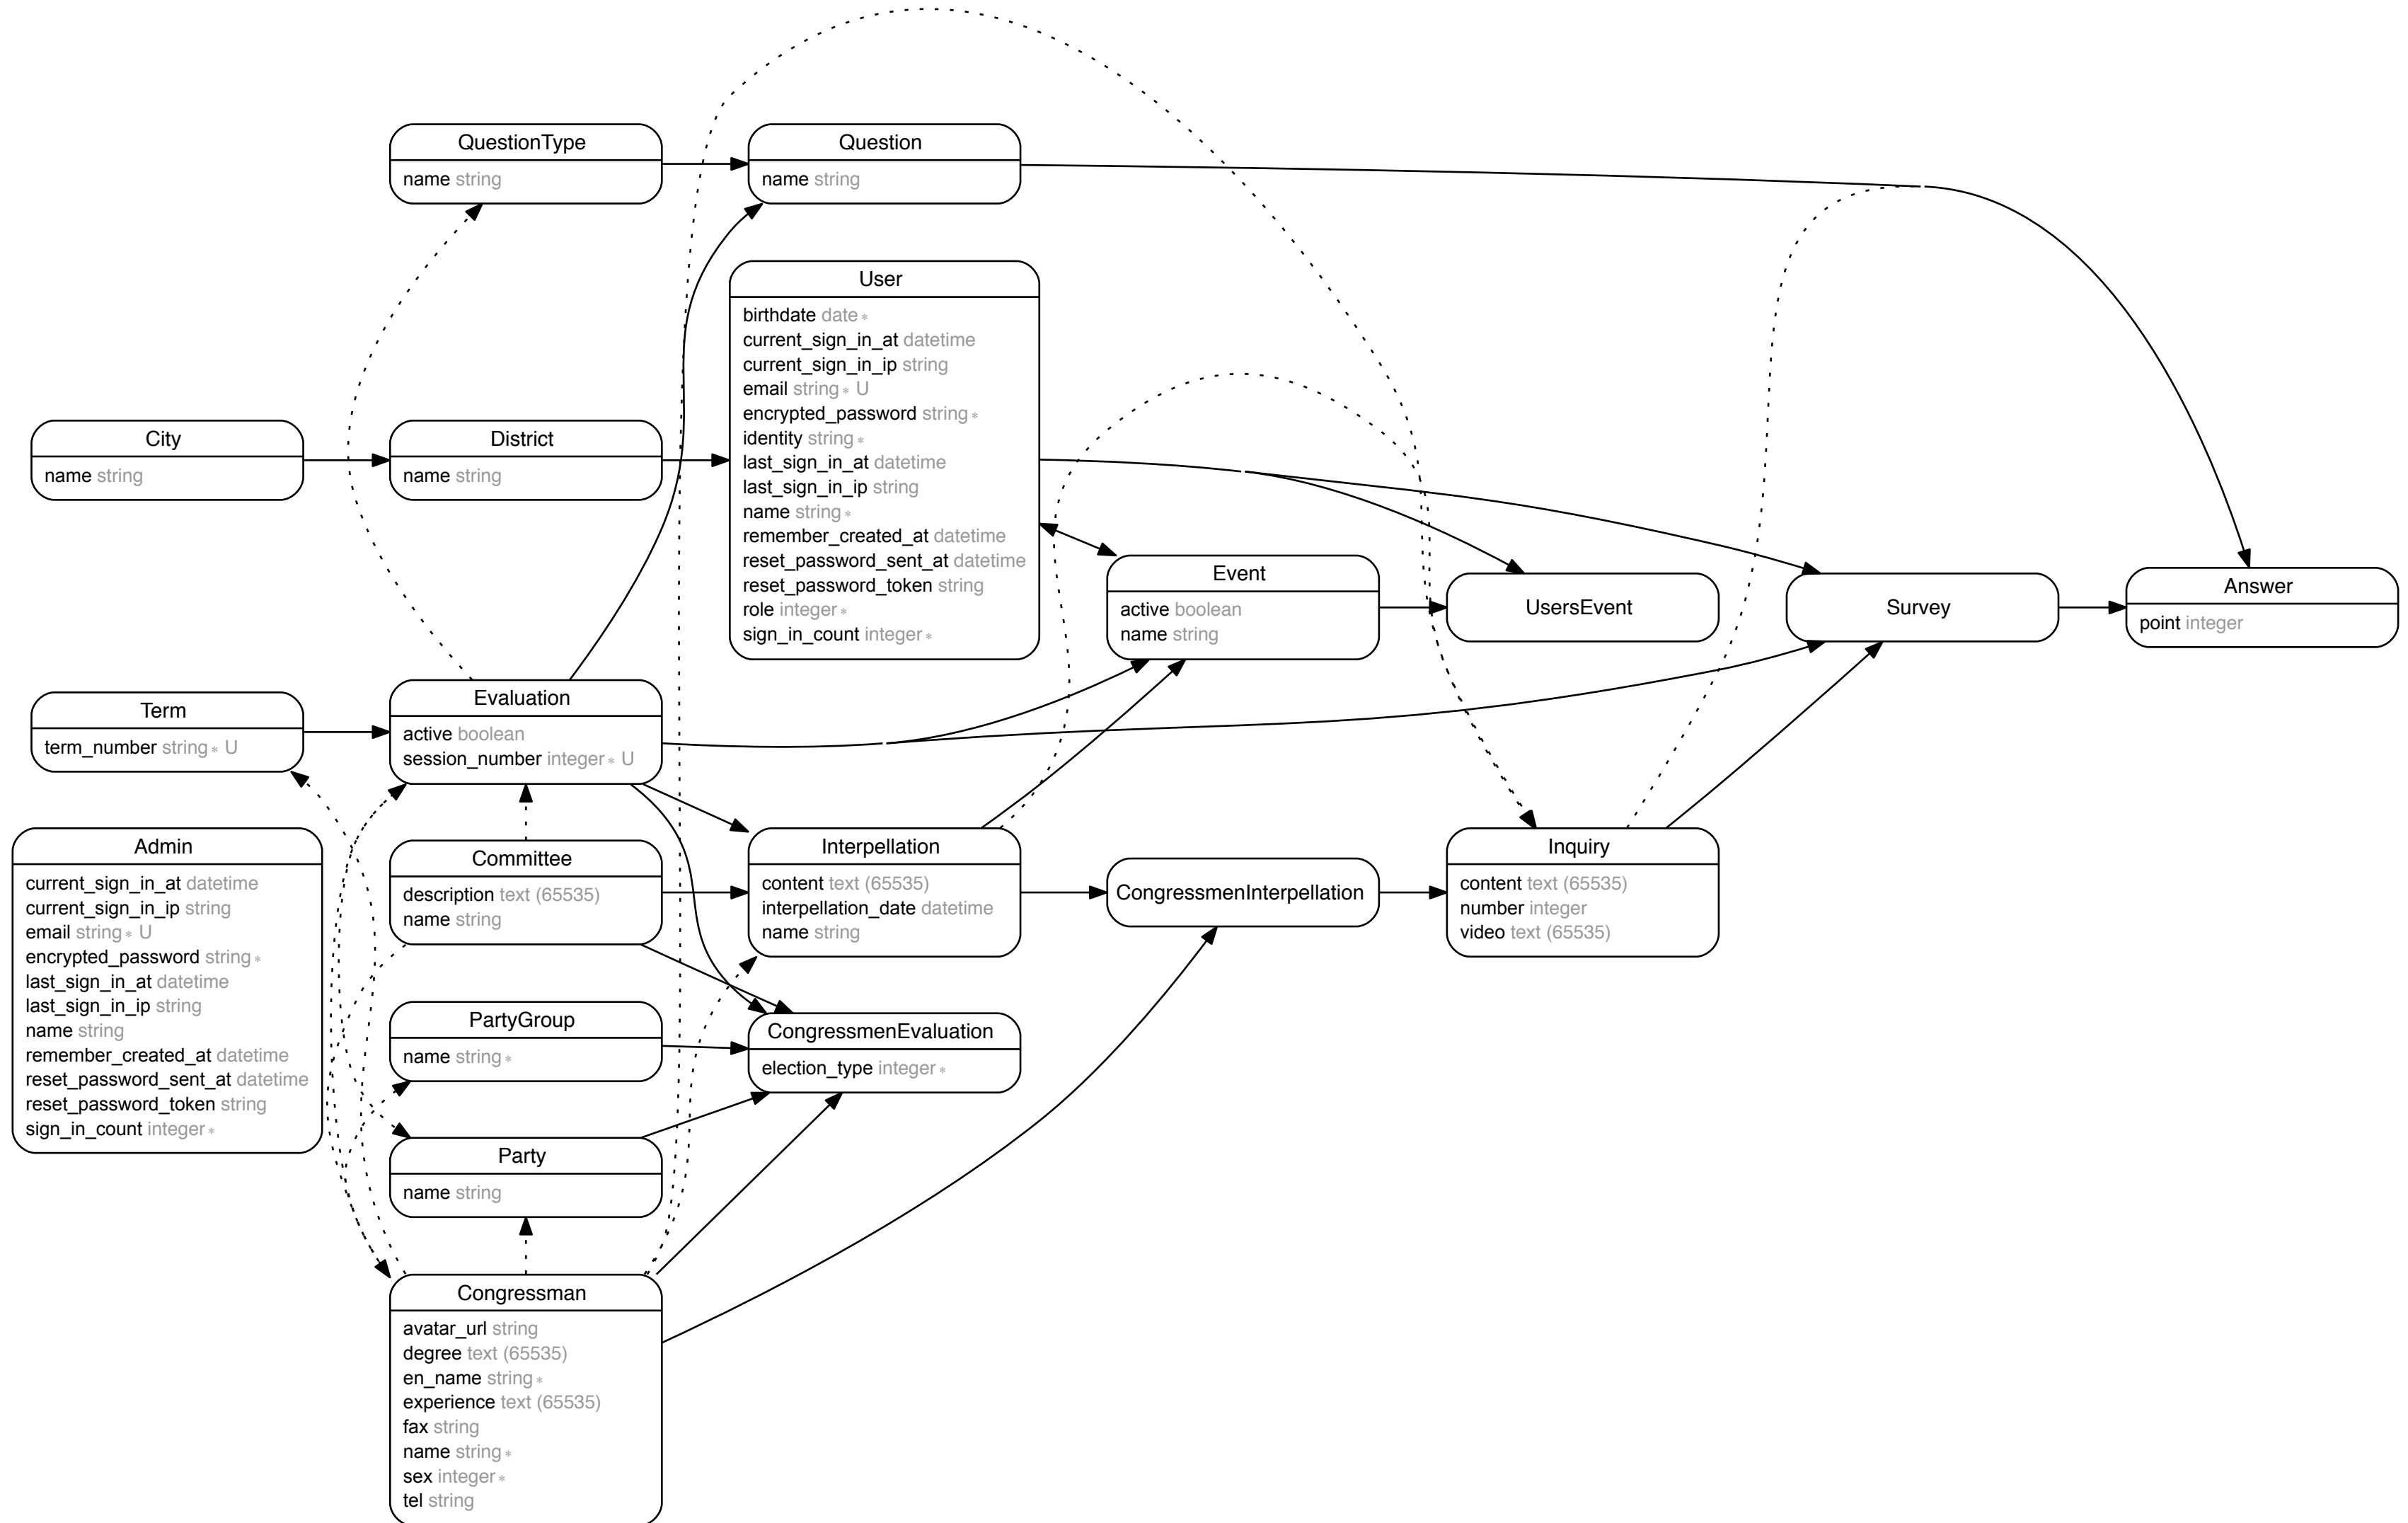 QuestionType
name string
Question
name string
User
birthdate date ∗
current_sign_in_at datetime
current_sign_in_ip string
email string ∗ U
encrypted_password string ∗
identity string ∗
last_sign_in_at datetime
last_sign_in_ip string
name string ∗
remember_created_at datetime
reset_password_sent_at datetime
reset_password_token string
role integer ∗
sign_in_count integer ∗
City
name string
District
name string
Event
active boolean
name string
UsersEvent
Survey
Answer
point integer
Term
term_number string ∗ U
Evaluation
active boolean
session_number integer ∗ U
Admin
current_sign_in_at datetime
current_sign_in_ip string
email string ∗ U
encrypted_password string ∗
last_sign_in_at datetime
last_sign_in_ip string
name string
remember_created_at datetime
reset_password_sent_at datetime
reset_password_token string
sign_in_count integer ∗
Committee
description text (65535)
name string
Interpellation
content text (65535)
interpellation_date datetime
name string
CongressmenInterpellation
Inquiry
content text (65535)
number integer
video text (65535)
PartyGroup
name string ∗
CongressmenEvaluation
election_type integer ∗
Party
name string
Congressman
avatar_url string
degree text (65535)
en_name string ∗
experience text (65535)
fax string
name string ∗
sex integer ∗
tel string